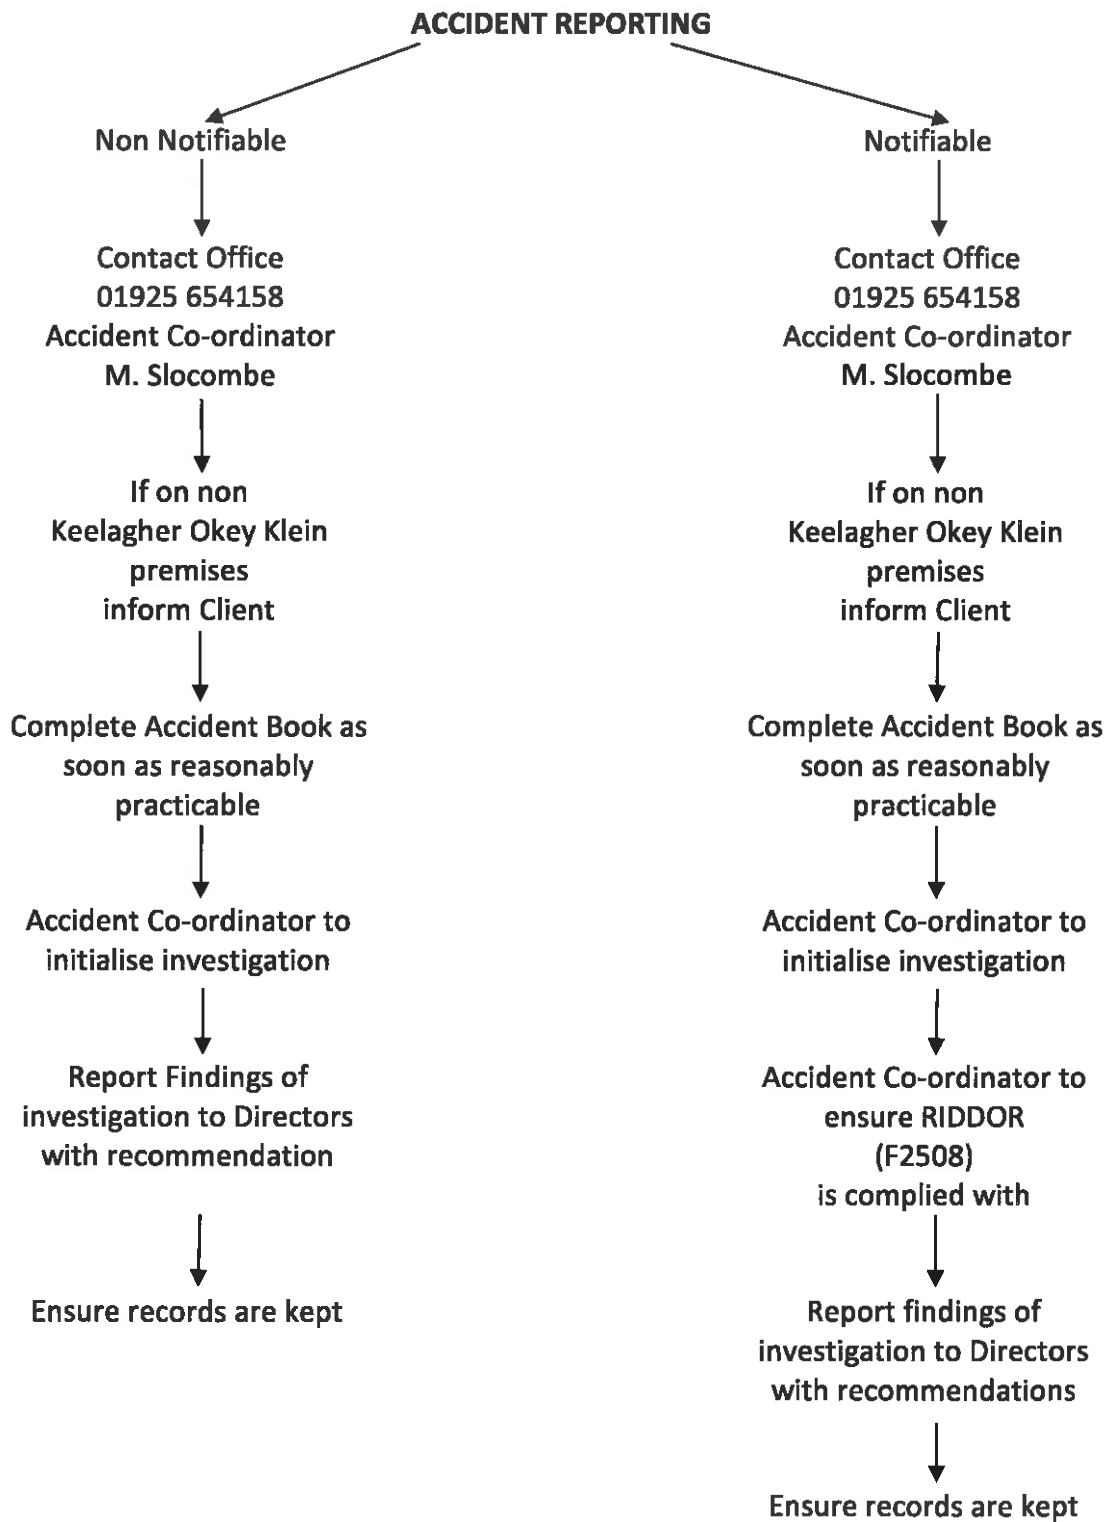 ACCIDENT REPORTING
Non Notifiable
Contact Office
01925 654158
Accident Co-ordinator
M. Slocombe
If on non
Keelagher Okey Klein
premises
inform Client
Complete Accident Book as
soon as reasonably
practicable
Accident Co-ordinator to
initialise investigation
Report Findings of
investigation to Directors
with recommendation
Ensure records are kept
Notifiable
Contact Office
01925 654158
Accident Co-ordinator
M. Slocombe
If on non
Keelagher Okey Klein
premises
inform Client
Complete Accident Book as
soon as reasonably
practicable
Accident Co-ordinator to
initialise investigation
Accident Co-ordinator to
ensure RIDDOR
(F2508)
is complied with
Report findings of
investigation to Directors
with recommendations
Ensure records are kept